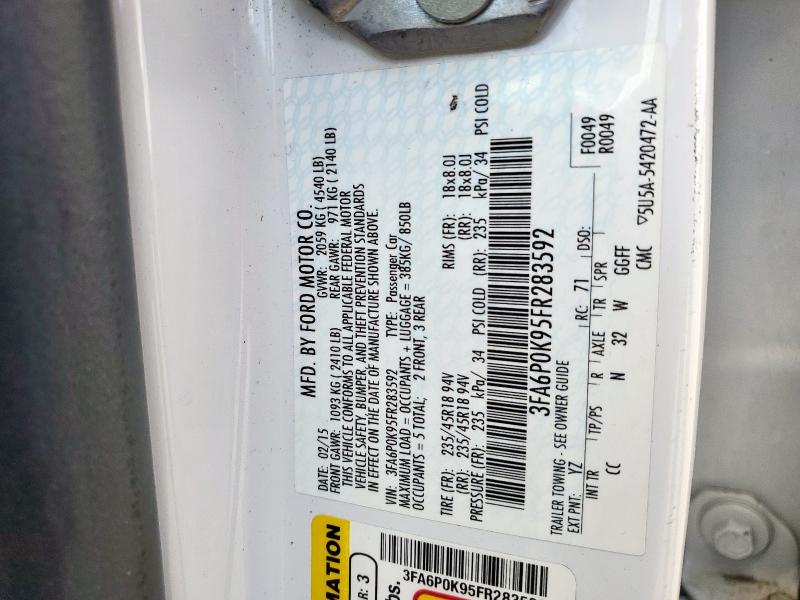 MFD. BY FORD MOTOR CO.
DATE: 02/15 GVWR: 2059 KG ( 4540 LB)
FRONT GAWR: 1093 KG ( 2410 LB) REAR GAWR: 971 KG ( 2140 LB)
THIS VEHICLE CONFORMS TO ALL APPLICABLE FEDERAL MOTOR
VEHICLE SAFETY, BUMPER, AND THEFT PREVENTION STANDARDS
IN EFFECT ON THE DATE OF MANUFACTURE SHOWN ABOVE.
VIN: 3FA6P0K95FR283592 TYPE: Passenger Car
MAXIMUM LOAD = OCCUPANTS + LUGGAGE = 385KG/ 850LB
OCCUPANTS = 5 TOTAL; 2 FRONT, 3 REAR
TIRE (FR): 235/45R18 94V RIMS (FR): 18x8.0J
(RR): 235/45R18 94V (RR): 18x8.0J
PRESSURE (FR): 235 kPa/ 34 PSI COLD (RR): 235 kPa/ 34 PSI COLD
3FA6P0K95FR283592
F0049
R0049
TRAILER TOWING - SEE OWNER GUIDE
EXT PNT: YZ RC: 71 DSO:
INT TR TP/PS R AXLE TR SPR
CC N 32 W GGFF
CMC ▽5U5A-5420472-AA
MATION
R: 3
bs.
3FA6P0K95FR2835